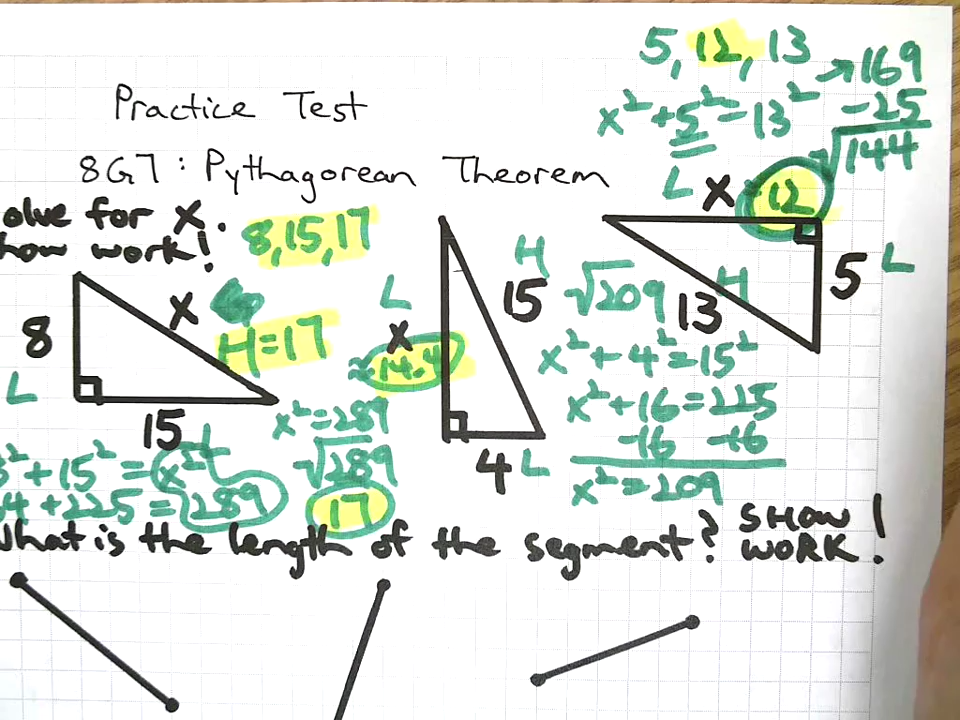 5, 12, 13
x² + 5² = 13² → 169
- 25
√144
Practice Test
8G7: Pythagorean Theorem
L x = 12
olve for x.
how work!
8, 15, 17
8
x
H = 17
L
15
L
x
≈ 14.4
H
15
4 L
√209
13 H
5 L
x² + 4² = 15²
x² + 16 = 225
-16 -16
x² = 209
x² = 289
√289
17
8² + 15² = x²
64 + 225 = 289
What is the length of the segment? SHOW WORK!